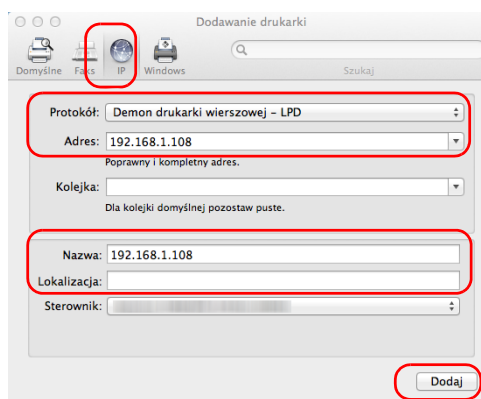 Dodawanie drukarki
Domyślne Faks IP Windows Szukaj
Protokół: Demon drukarki wierszowej – LPD
Adres: 192.168.1.108
Poprawny i kompletny adres.
Kolejka:
Dla kolejki domyślnej pozostaw puste.
Nazwa: 192.168.1.108
Lokalizacja:
Sterownik:
Dodaj